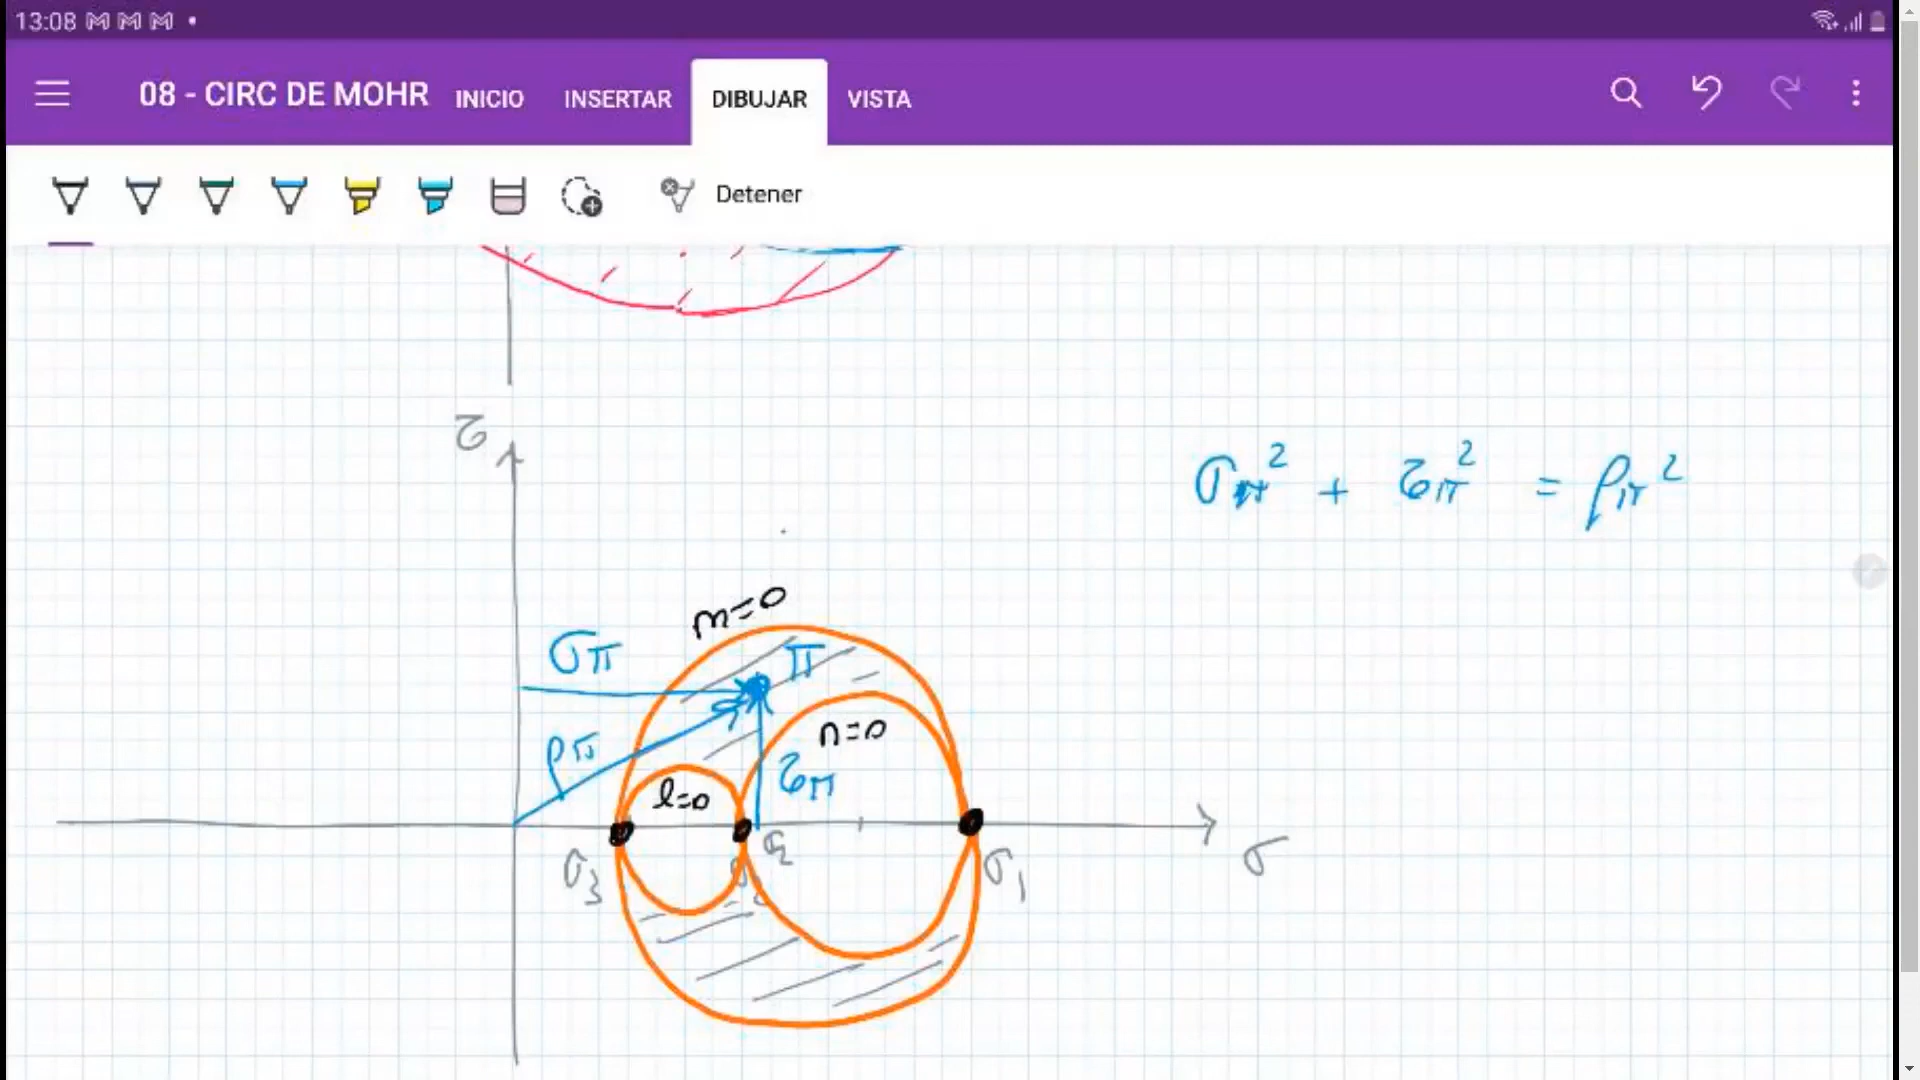 13:08
08 - CIRC DE MOHR INICIO INSERTAR DIBUJAR VISTA
Detener
τ
σπ² + τπ² = ρπ²
m=0
σπ
π
n=0
ρπ
l=0
τπ
σ2
σ3
σ1
σ